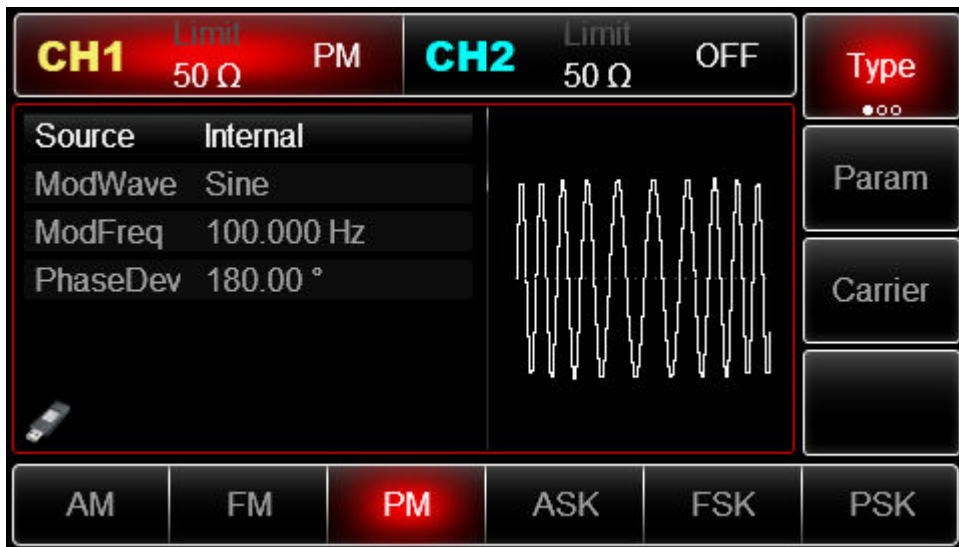 CH1 Limit 50 Ω PM CH2 Limit 50 Ω OFF Type
Source Internal
ModWave Sine
ModFreq 100.000 Hz
PhaseDev 180.00 °
Param
Carrier
AM FM PM ASK FSK PSK